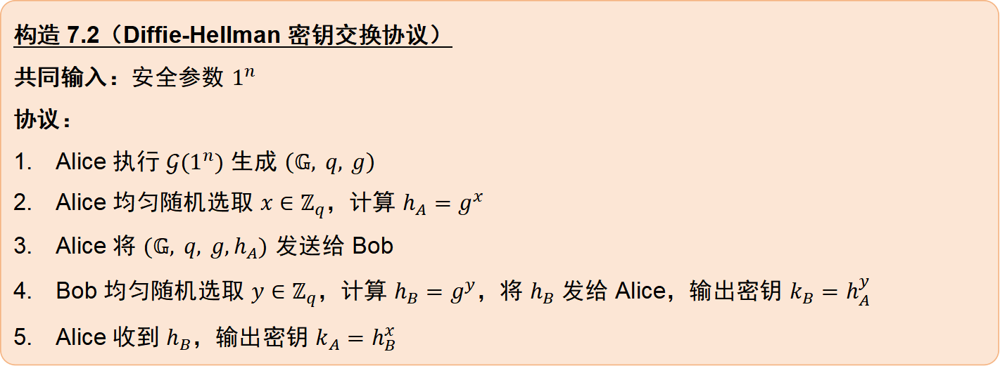 构造 7.2（Diffie-Hellman 密钥交换协议）
共同输入：安全参数 $1^n$
协议：
1. Alice 执行 $\mathcal{G}(1^n)$ 生成 $(\mathbb{G}, q, g)$
2. Alice 均匀随机选取 $x \in \mathbb{Z}_q$，计算 $h_A = g^x$
3. Alice 将 $(\mathbb{G}, q, g, h_A)$ 发送给 Bob
4. Bob 均匀随机选取 $y \in \mathbb{Z}_q$，计算 $h_B = g^y$，将 $h_B$ 发给 Alice，输出密钥 $k_B = h_A^y$
5. Alice 收到 $h_B$，输出密钥 $k_A = h_B^x$